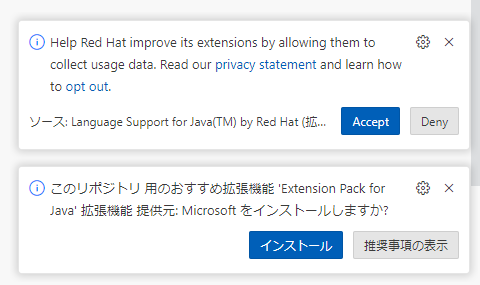 Help Red Hat improve its extensions by allowing them to
collect usage data. Read our privacy statement and learn how
to opt out.
ソース: Language Support for Java(TM) by Red Hat (拡...
Accept
Deny
このリポジトリ 用のおすすめ拡張機能 'Extension Pack for
Java' 拡張機能 提供元: Microsoft をインストールしますか?
インストール
推奨事項の表示